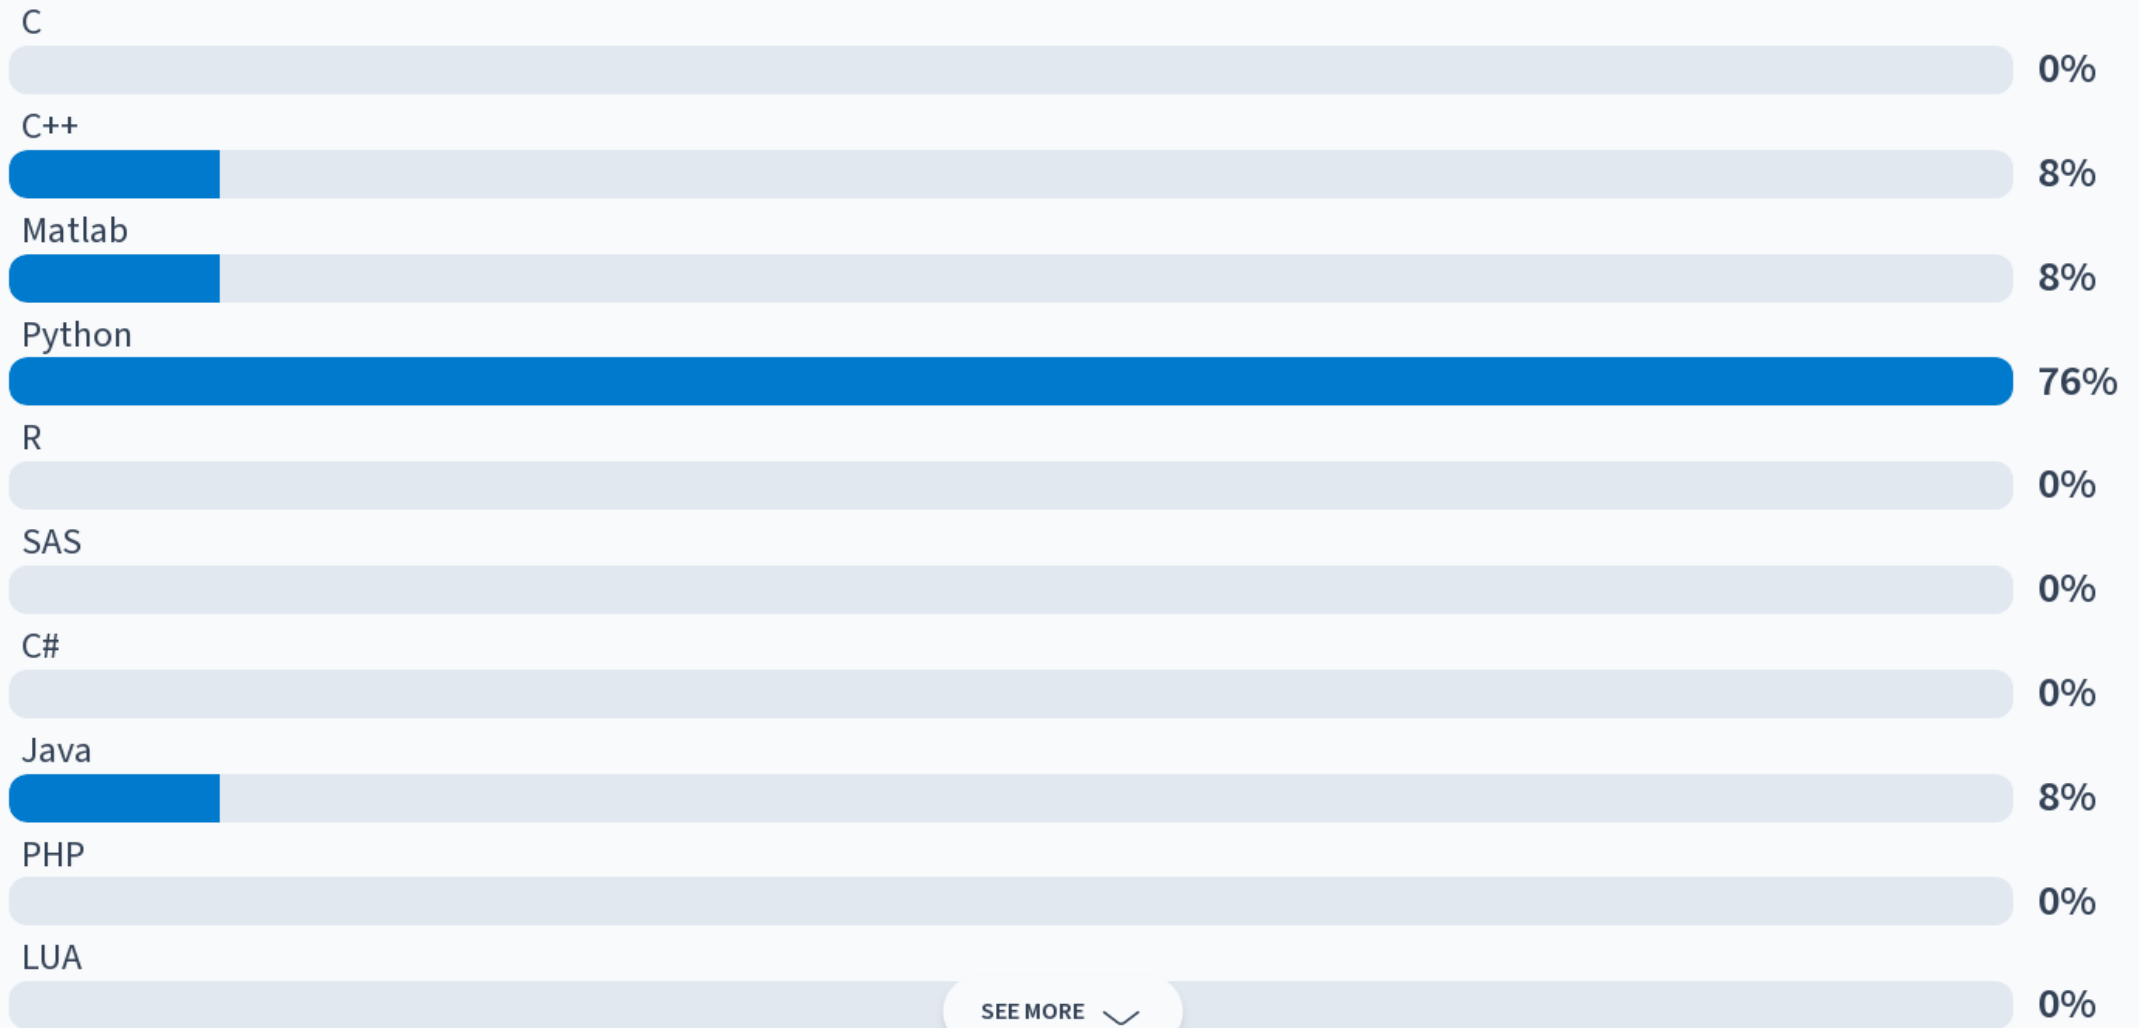 C
0%
C++
8%
Matlab
8%
Python
76%
R
0%
SAS
0%
C#
0%
Java
8%
PHP
0%
LUA
0%
SEE MORE